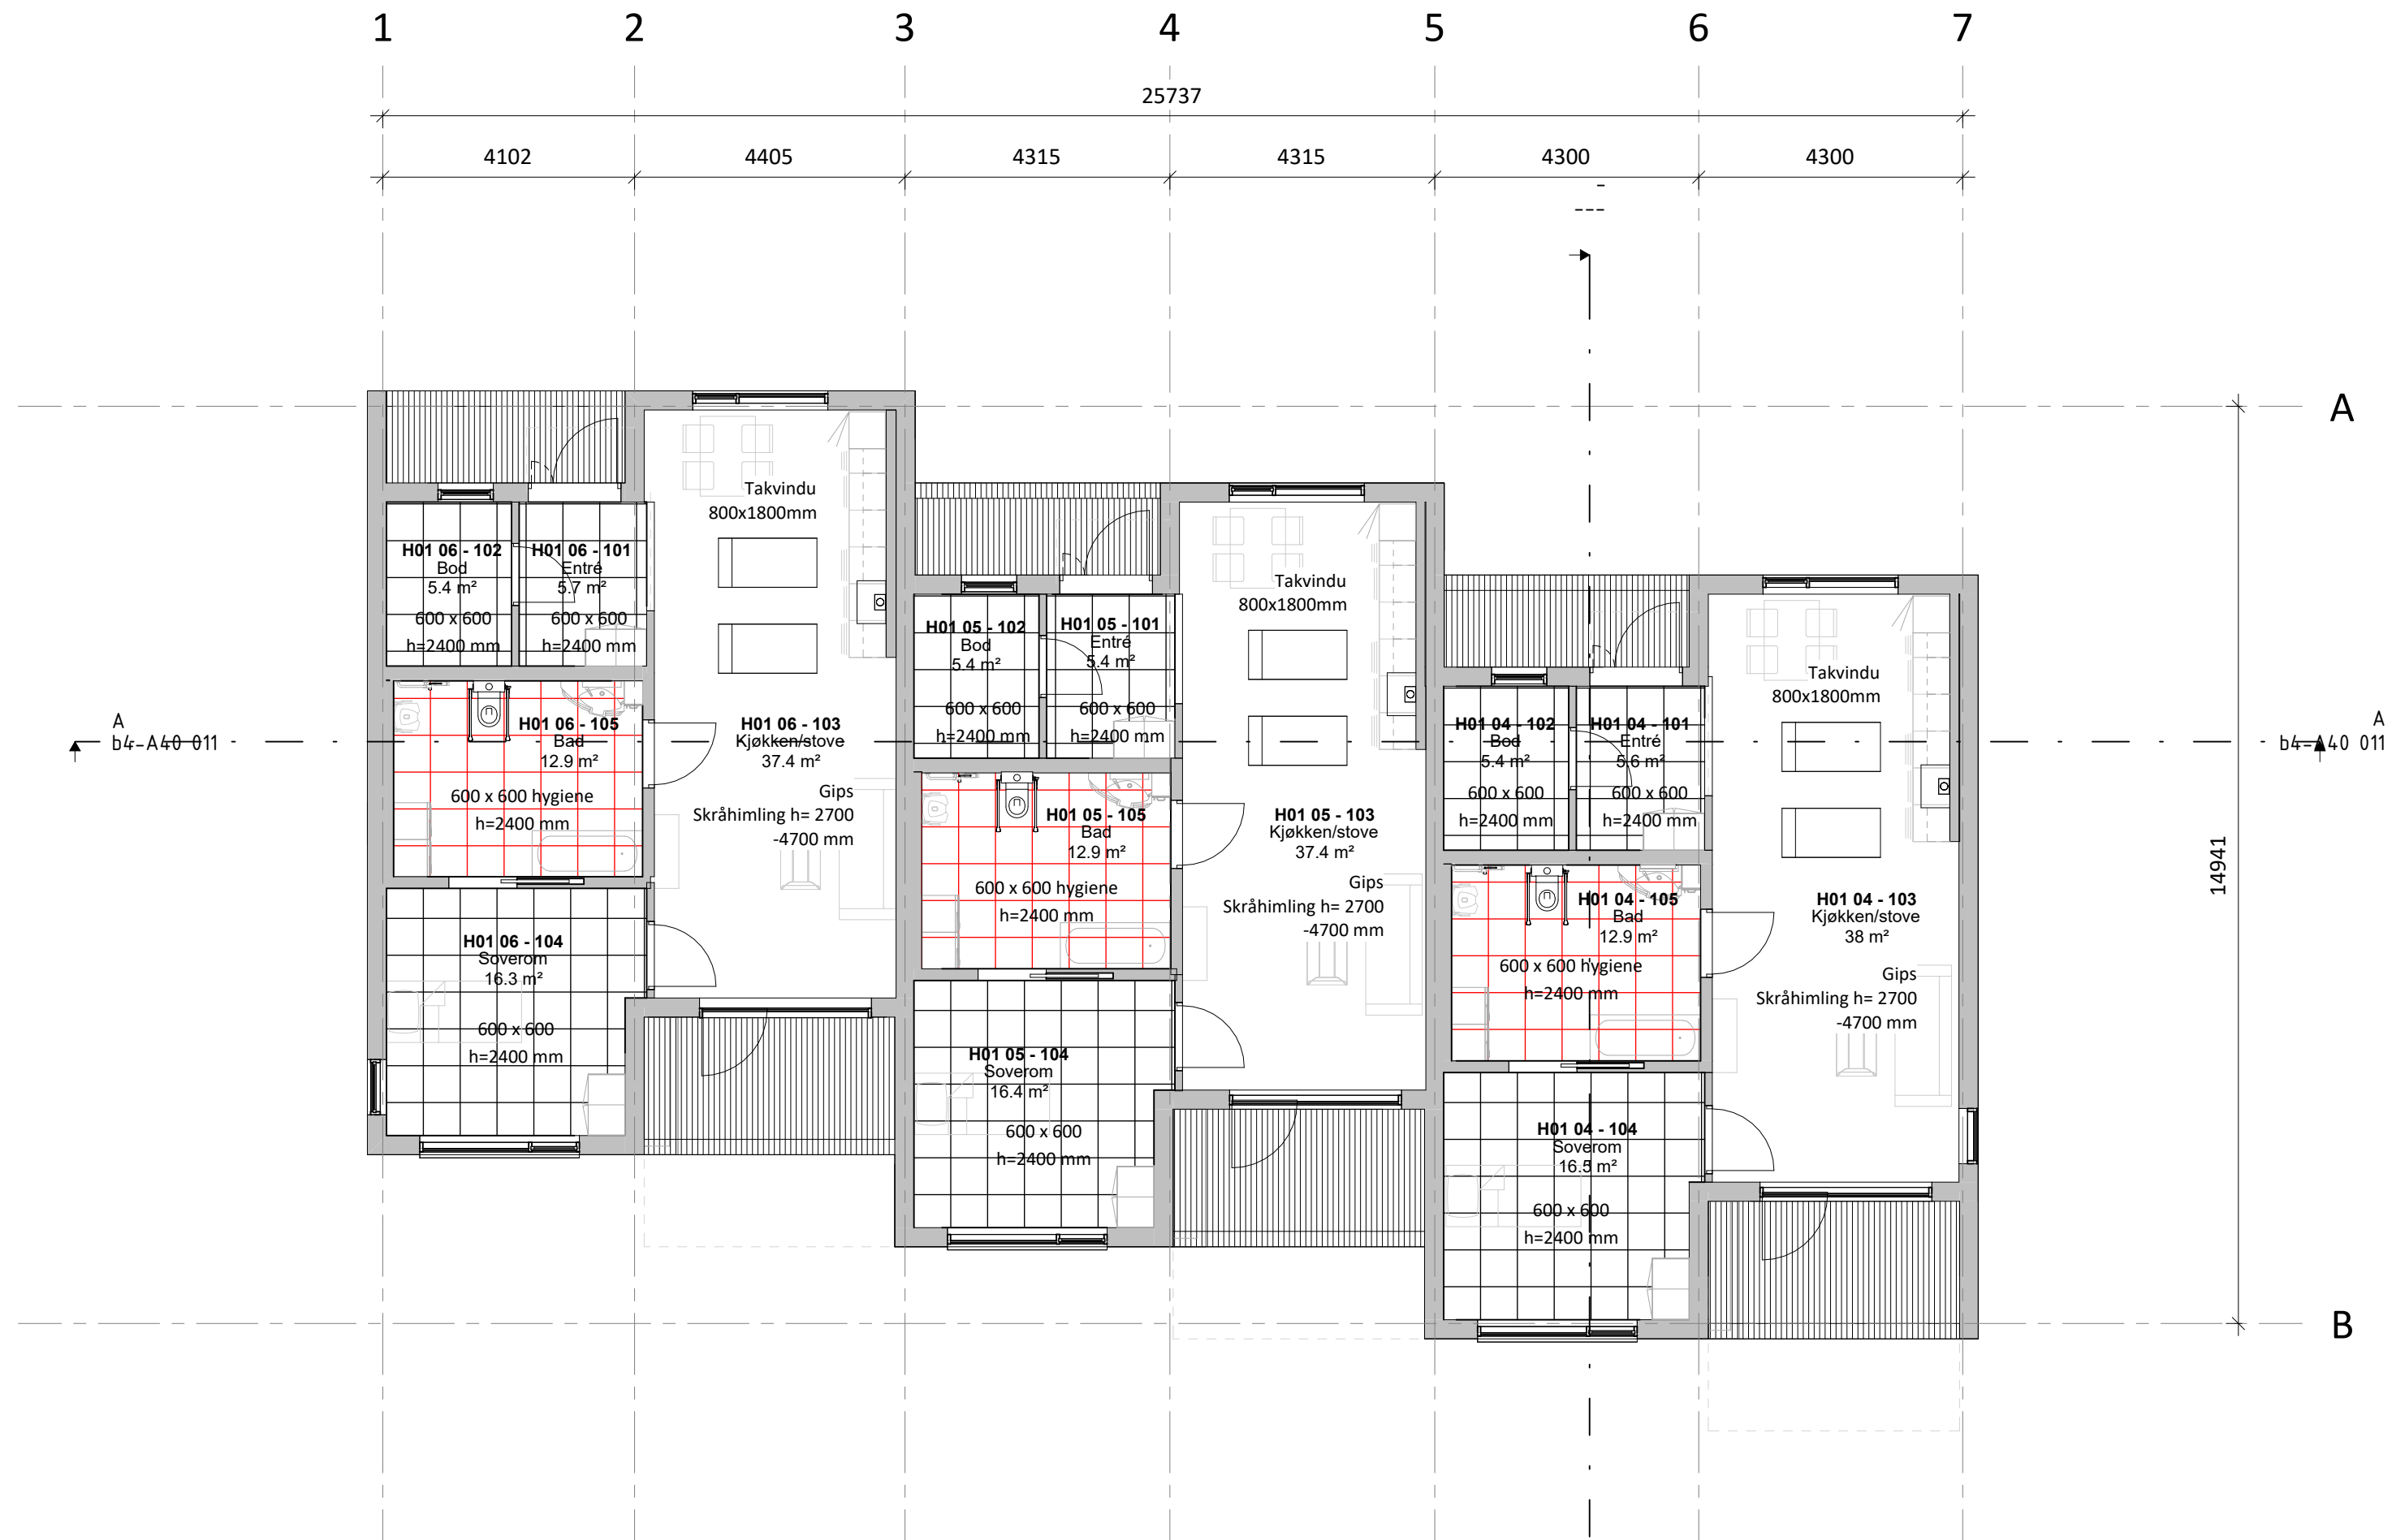 1 2 3 4 5 6 7
25737
4102 4405 4315 4315 4300 4300
-
---
A
Takvindu
800x1800mm
H01 06 - 102
Bod
5.4 m²
600 x 600
h=2400 mm
H01 06 - 101
Entré
5.7 m²
600 x 600
h=2400 mm
H01 06 - 105
Bad
12.9 m²
600 x 600 hygiene
h=2400 mm
H01 06 - 103
Kjøkken/stove
37.4 m²
Gips
Skråhimling h= 2700
-4700 mm
H01 06 - 104
Soverom
16.3 m²
600 x 600
h=2400 mm
Takvindu
800x1800mm
H01 05 - 102
Bod
5.4 m²
600 x 600
h=2400 mm
H01 05 - 101
Entré
5.4 m²
600 x 600
h=2400 mm
H01 05 - 105
Bad
12.9 m²
600 x 600 hygiene
h=2400 mm
H01 05 - 103
Kjøkken/stove
37.4 m²
Gips
Skråhimling h= 2700
-4700 mm
H01 05 - 104
Soverom
16.4 m²
600 x 600
h=2400 mm
Takvindu
800x1800mm
H01 04 - 102
Bod
5.4 m²
600 x 600
h=2400 mm
H01 04 - 101
Entré
5.6 m²
600 x 600
h=2400 mm
H01 04 - 105
Bad
12.9 m²
600 x 600 hygiene
h=2400 mm
H01 04 - 103
Kjøkken/stove
38 m²
Gips
Skråhimling h= 2700
-4700 mm
H01 04 - 104
Soverom
16.5 m²
600 x 600
h=2400 mm
A
b4-A40 011
A
b4-A40 011
14941
B